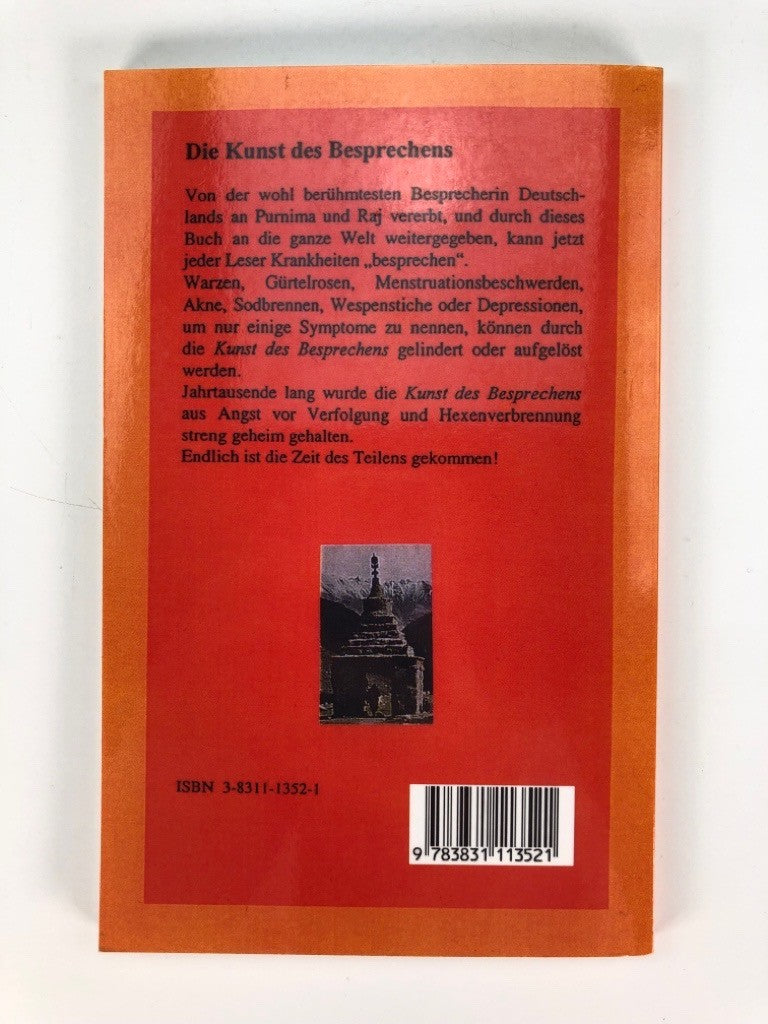 Die Kunst des Besprechens
Von der wohl berühmtesten Besprecherin Deutsch-
lands an Purnima und Raj vererbt, und durch dieses
Buch an die ganze Welt weitergegeben, kann jetzt
jeder Leser Krankheiten „besprechen“.
Warzen, Gürtelrosen, Menstruationsbeschwerden,
Akne, Sodbrennen, Wespenstiche oder Depressionen,
um nur einige Symptome zu nennen, können durch
die Kunst des Besprechens gelindert oder aufgelöst
werden.
Jahrtausende lang wurde die Kunst des Besprechens
aus Angst vor Verfolgung und Hexenverbrennung
streng geheim gehalten.
Endlich ist die Zeit des Teilens gekommen!
ISBN 3-8311-1352-1
9 783831 113521